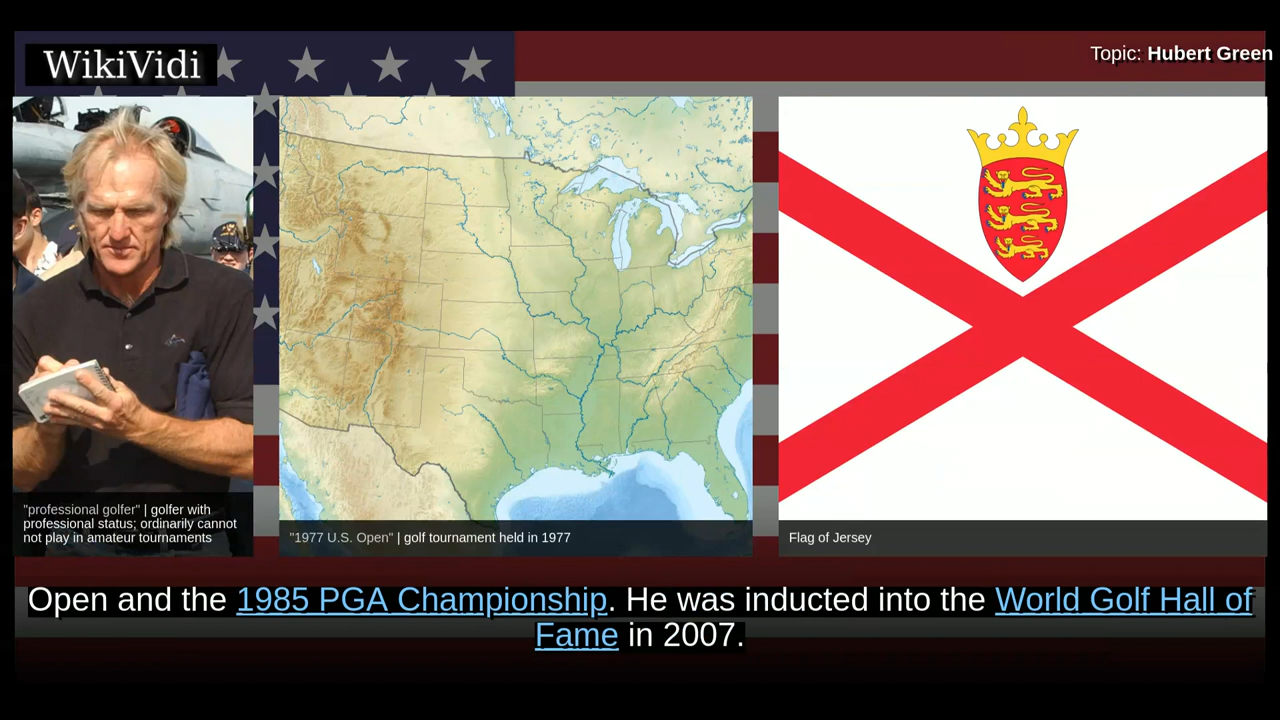 WikiVidi
Topic: Hubert Green
"professional golfer" | golfer with
professional status; ordinarily cannot
not play in amateur tournaments
"1977 U.S. Open" | golf tournament held in 1977
Flag of Jersey
Open and the 1985 PGA Championship. He was inducted into the World Golf Hall of
Fame in 2007.